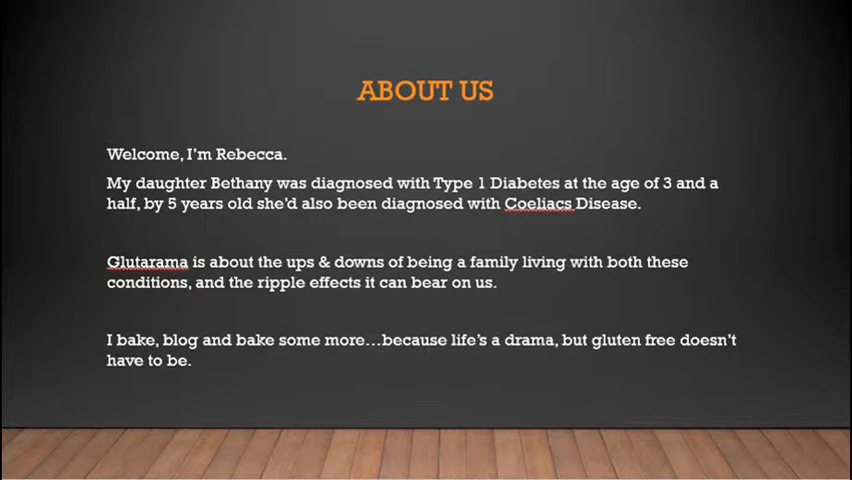 ABOUT US
Welcome, I'm Rebecca.
My daughter Bethany was diagnosed with Type 1 Diabetes at the age of 3 and a
half, by 5 years old she'd also been diagnosed with Coeliacs Disease.
Glutarama is about the ups & downs of being a family living with both these
conditions, and the ripple effects it can bear on us.
I bake, blog and bake some more…because life's a drama, but gluten free doesn't
have to be.